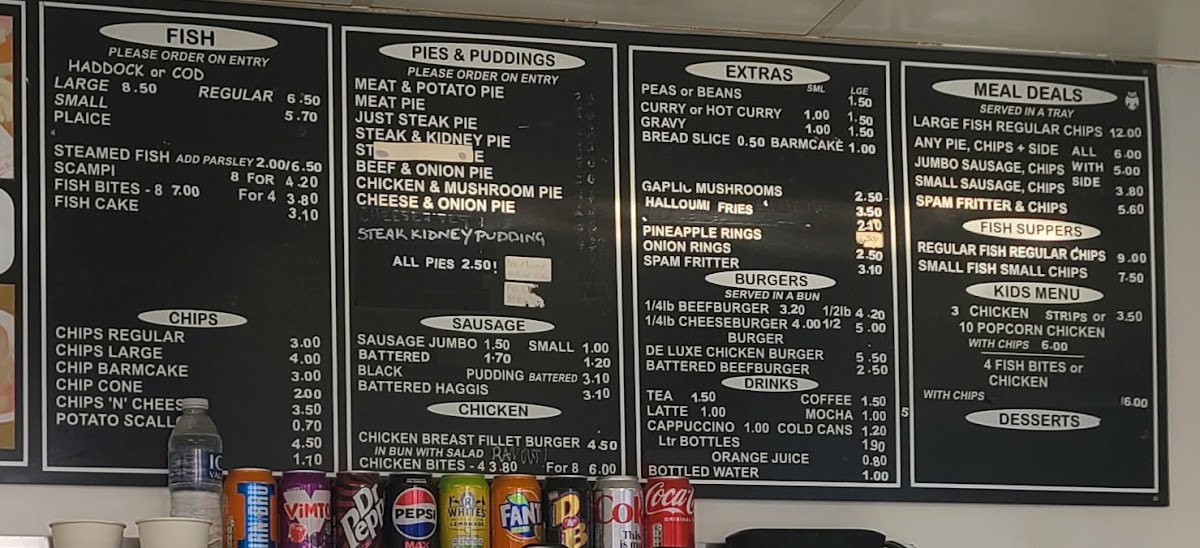 FISH
PLEASE ORDER ON ENTRY
HADDOCK or COD
LARGE 8.50 REGULAR 6.50
SMALL 5.70
PLAICE
STEAMED FISH ADD PARSLEY 2.00/6.50
SCAMPI 8 FOR 4.20
FISH BITES - 8 7.00 For 4 3.80
FISH CAKE 3.10
CHIPS
CHIPS REGULAR 3.00
CHIPS LARGE 4.00
CHIP BARMCAKE 3.00
CHIP CONE 2.00
CHIPS 'N' CHEES 3.50
POTATO SCALL 0.70
4.50
1.70
PIES & PUDDINGS
PLEASE ORDER ON ENTRY
MEAT & POTATO PIE
MEAT PIE
JUST STEAK PIE
STEAK & KIDNEY PIE
ST E
BEEF & ONION PIE
CHICKEN & MUSHROOM PIE
CHEESE & ONION PIE
STEAK KIDNEY PUDDING
ALL PIES 2.50!
SAUSAGE
SAUSAGE JUMBO 1.50 SMALL 1.00
BATTERED 1.70 1.20
BLACK PUDDING BATTERED 3.10
BATTERED HAGGIS 3.10
CHICKEN
CHICKEN BREAST FILLET BURGER 4.50
IN BUN WITH SALAD RAN OUT!
CHICKEN BITES - 4 3.80 For 8 6.00
EXTRAS
SML LGE
PEAS or BEANS 1.50
CURRY or HOT CURRY 1.00 1.50
GRAVY 1.00 1.50
BREAD SLICE 0.50 BARMCAKE 1.00
GARLIC MUSHROOMS 2.50
HALLOUMI FRIES 3.50
2.10
PINEAPPLE RINGS 50p
ONION RINGS 2.50
SPAM FRITTER 3.10
BURGERS
SERVED IN A BUN
1/4lb BEEFBURGER 3.20 1/2lb 4.20
1/4lb CHEESEBURGER 4.00 1/2 5.00
BURGER
DE LUXE CHICKEN BURGER 5.50
BATTERED BEEFBURGER 2.50
DRINKS
TEA 1.50 COFFEE 1.50
LATTE 1.00 MOCHA 1.00 5
CAPPUCCINO 1.00 COLD CANS 1.20
Ltr BOTTLES 1.90
ORANGE JUICE 0.80
BOTTLED WATER 1.00
MEAL DEALS
SERVED IN A TRAY
LARGE FISH REGULAR CHIPS 12.00
ANY PIE, CHIPS + SIDE ALL 6.00
JUMBO SAUSAGE, CHIPS WITH 5.00
SMALL SAUSAGE, CHIPS SIDE 3.80
SPAM FRITTER & CHIPS 5.60
FISH SUPPERS
REGULAR FISH REGULAR CHIPS 9.00
SMALL FISH SMALL CHIPS 7.50
KIDS MENU
3 CHICKEN STRIPS or 3.50
10 POPCORN CHICKEN
WITH CHIPS 6.00
4 FISH BITES or
CHICKEN
WITH CHIPS 6.00
DESSERTS
IRN-BRU
ViMTO
Dr Pepp
PEPSI
MAX
R. WHITE'S
LEMONADE
FANT
D B
Cok
This
is m
Coca
ORIGINAL